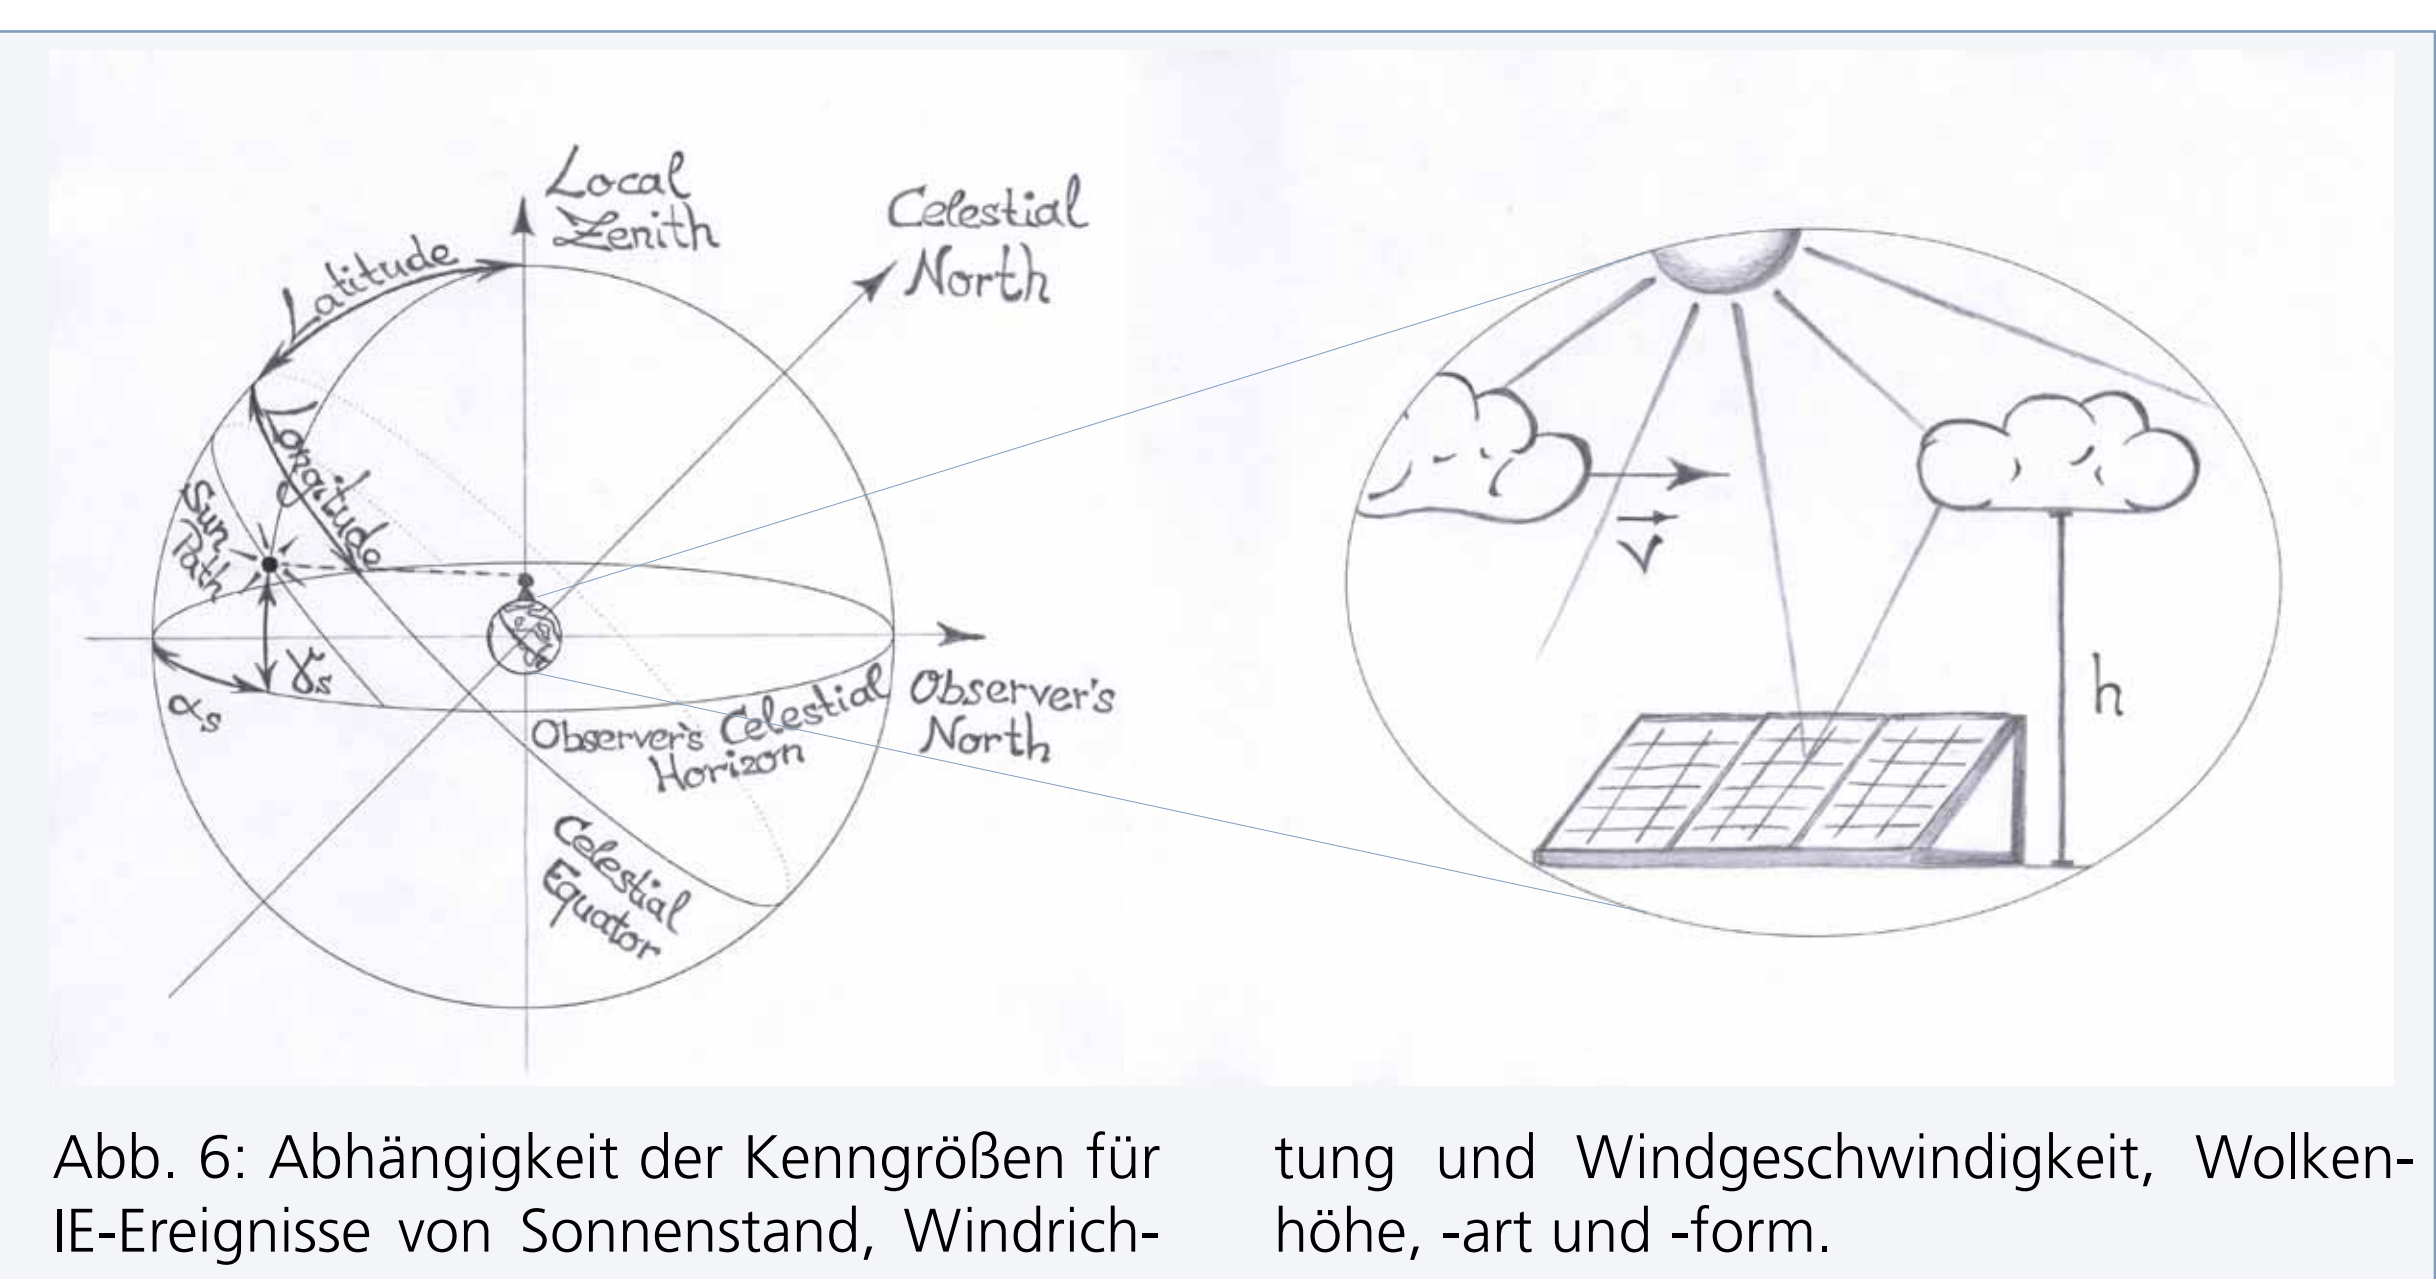 Local
Zenith
Celestial
North
Latitude
Longitude
Sun
Path
γs
αs
Observer's
North
Observer's Celestial
Horizon
Celestial
Equator
v
h
Abb. 6: Abhängigkeit der Kenngrößen für
IE-Ereignisse von Sonnenstand, Windrich-
tung und Windgeschwindigkeit, Wolken-
höhe, -art und -form.